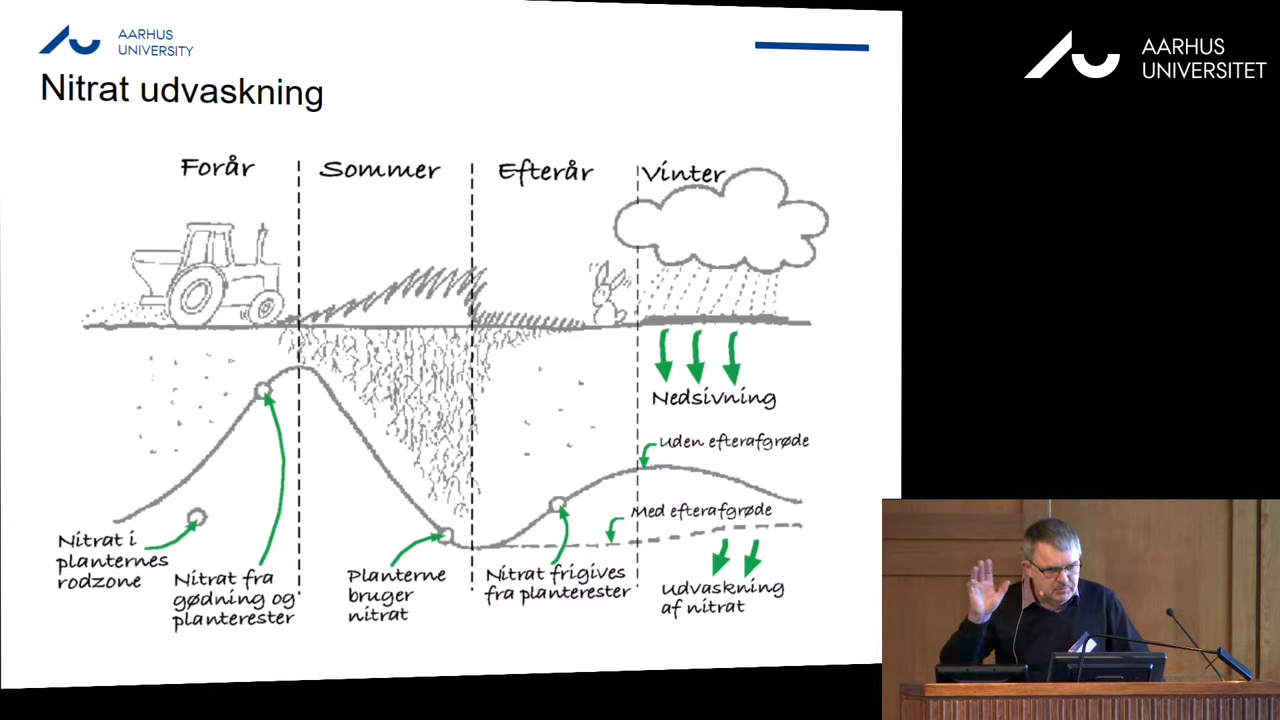 AARHUS
UNIVERSITY
AARHUS
UNIVERSITET
Nitrat udvaskning
Forår
Sommer
Efterår
Vinter
Nedsivning
Uden efterafgrøde
Med efterafgrøde
Nitrat i
planternes
rodzone
Nitrat fra
gødning og
planterester
Planterne
bruger
nitrat
Nitrat frigives
fra planterester
Udvaskning
af nitrat